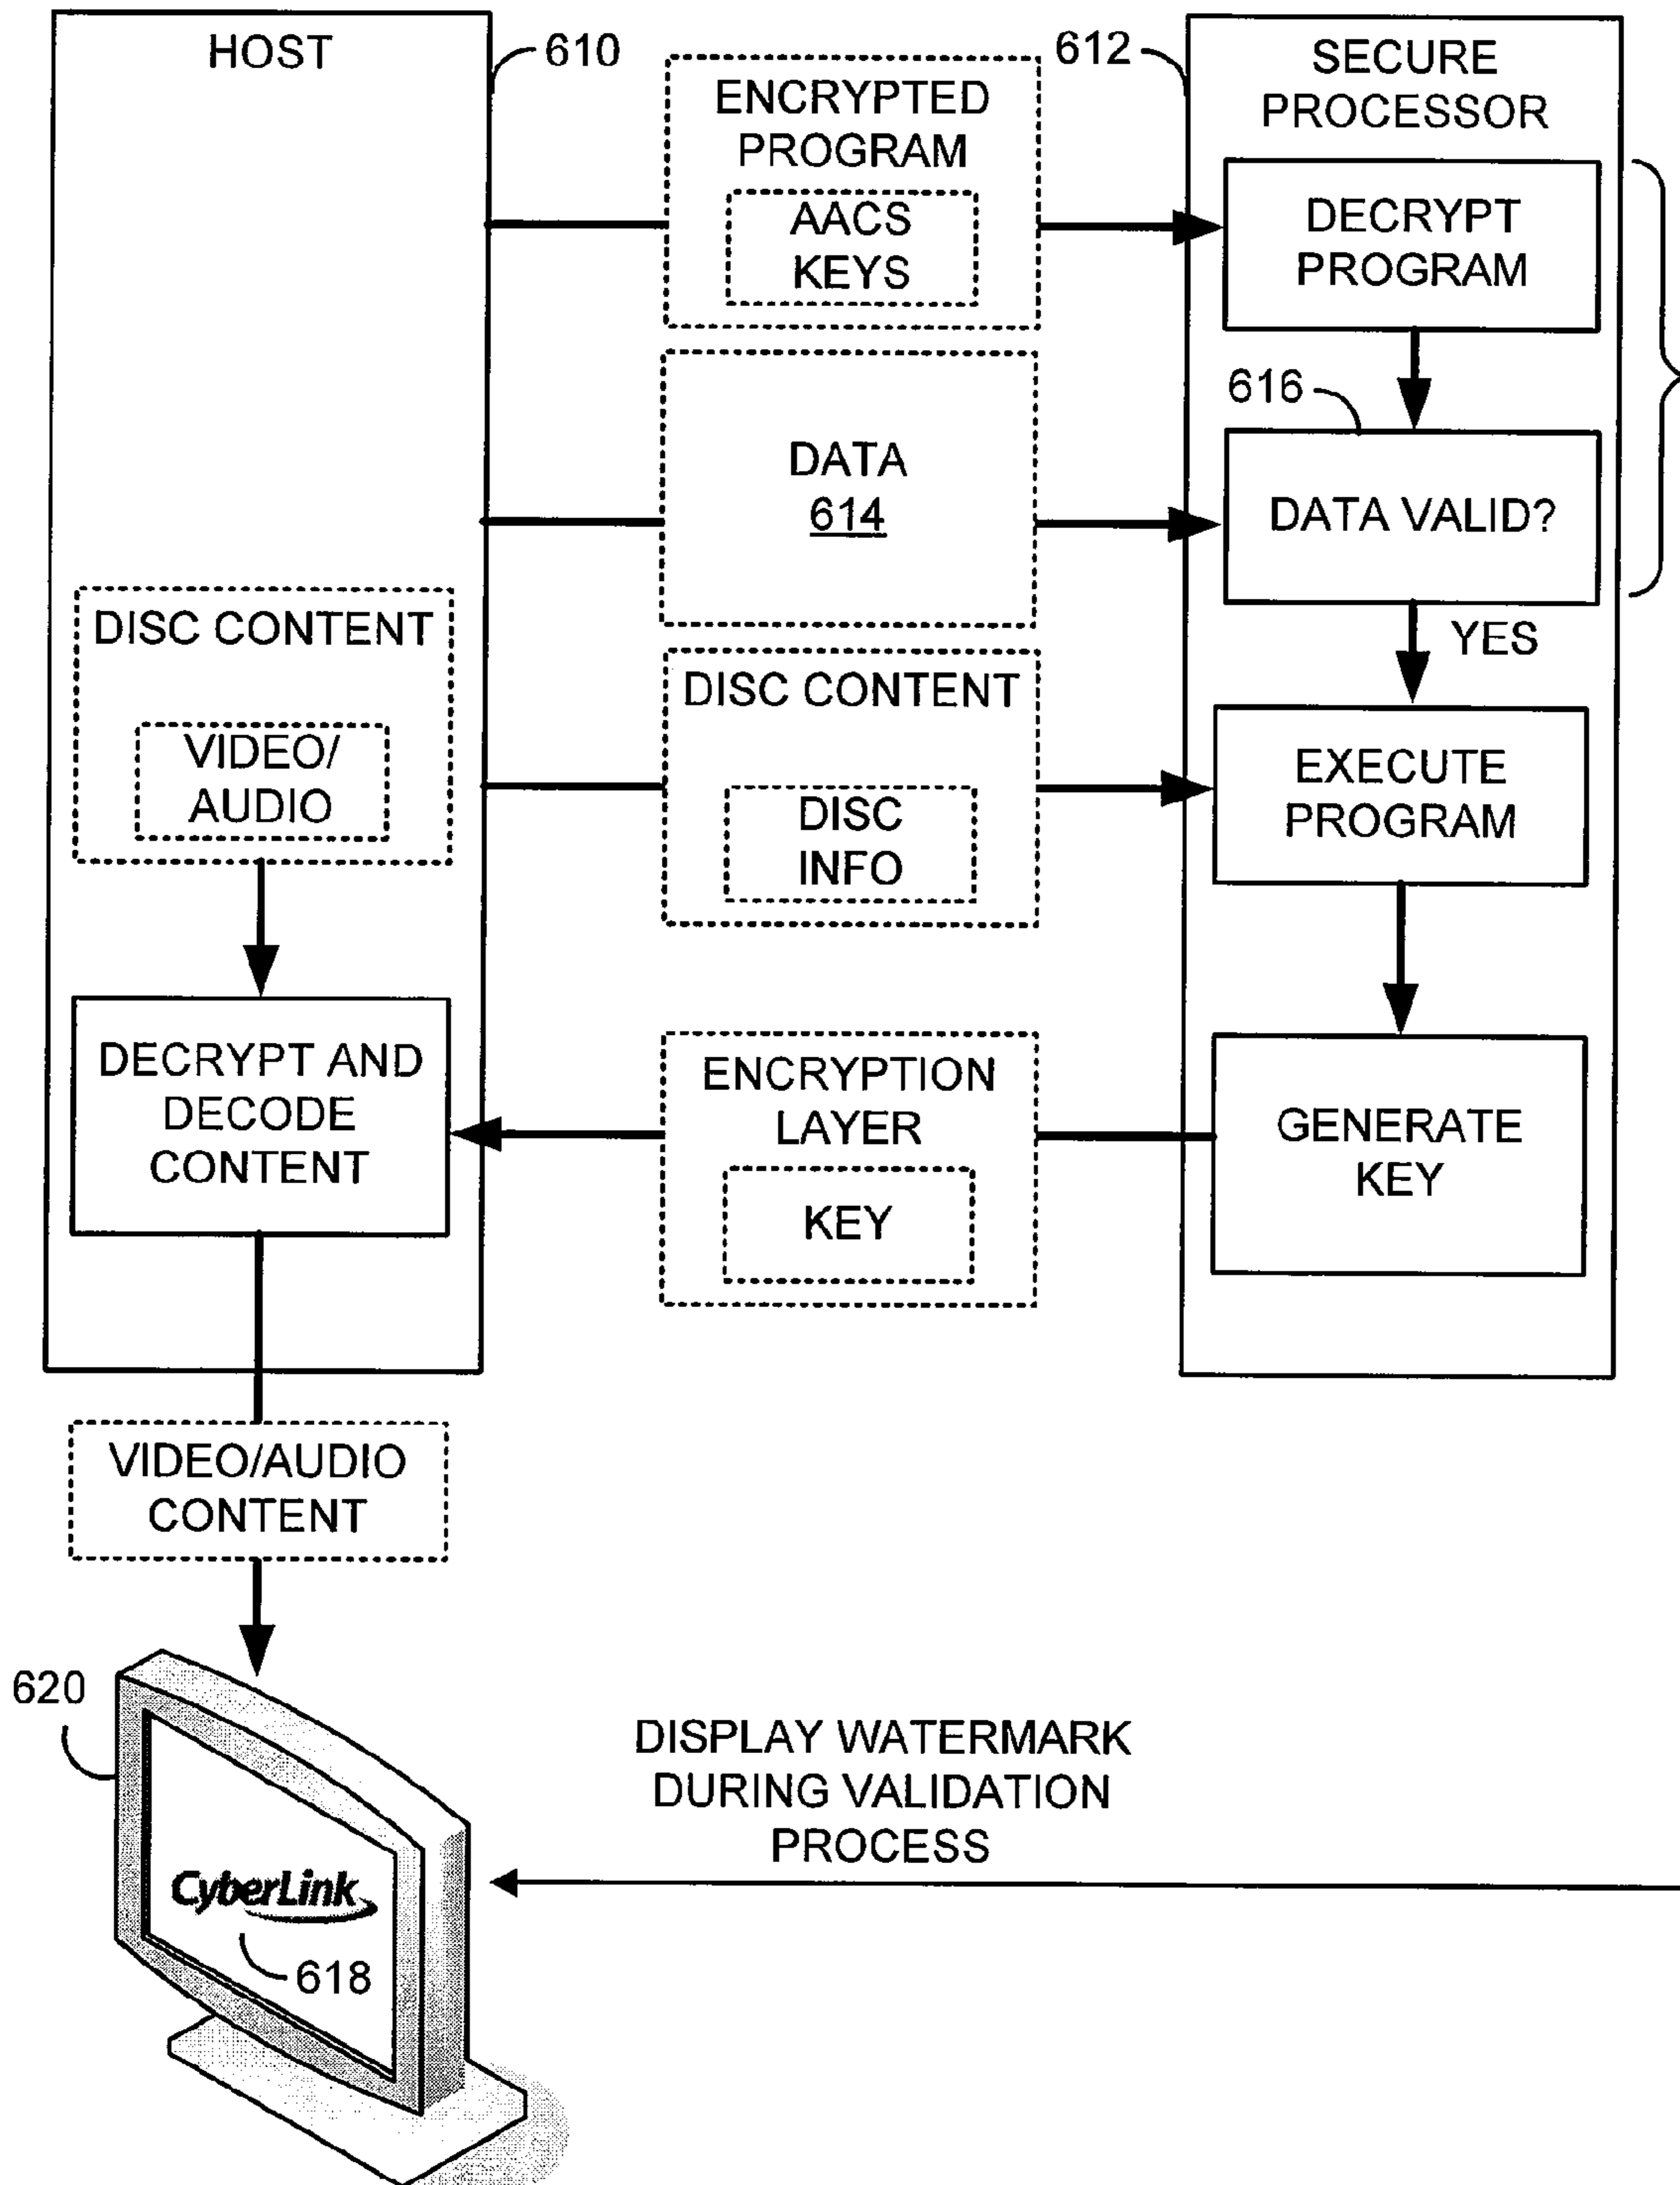 HOST
610
ENCRYPTED
PROGRAM
AACS
KEYS
612
SECURE
PROCESSOR
DECRYPT
PROGRAM
DATA
614
616
DATA VALID?
YES
DISC CONTENT
VIDEO/
AUDIO
DISC CONTENT
DISC
INFO
EXECUTE
PROGRAM
DECRYPT AND
DECODE
CONTENT
ENCRYPTION
LAYER
KEY
GENERATE
KEY
VIDEO/AUDIO
CONTENT
620
CyberLink
618
DISPLAY WATERMARK
DURING VALIDATION
PROCESS